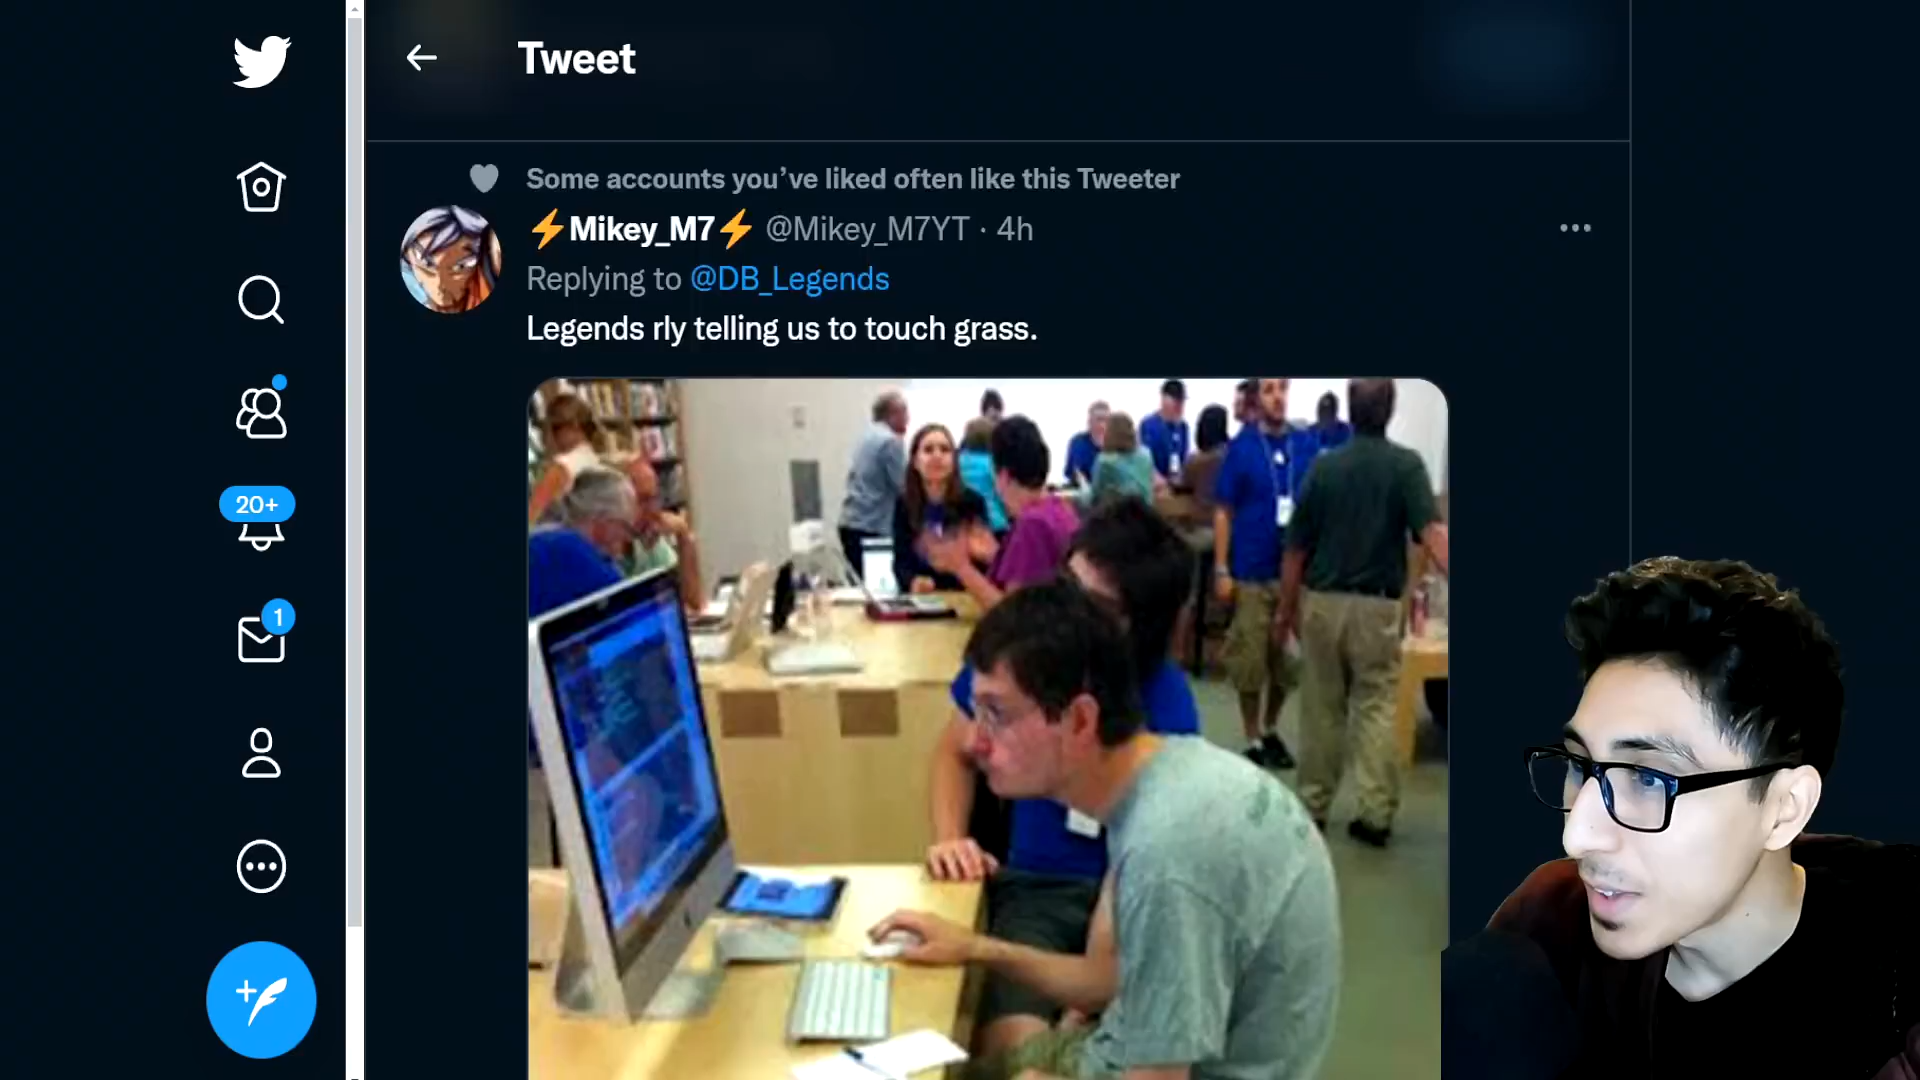 Tweet
Some accounts you’ve liked often like this Tweeter
⚡Mikey_M7⚡ @Mikey_M7YT · 4h
Replying to @DB_Legends
Legends rly telling us to touch grass.
20+
1